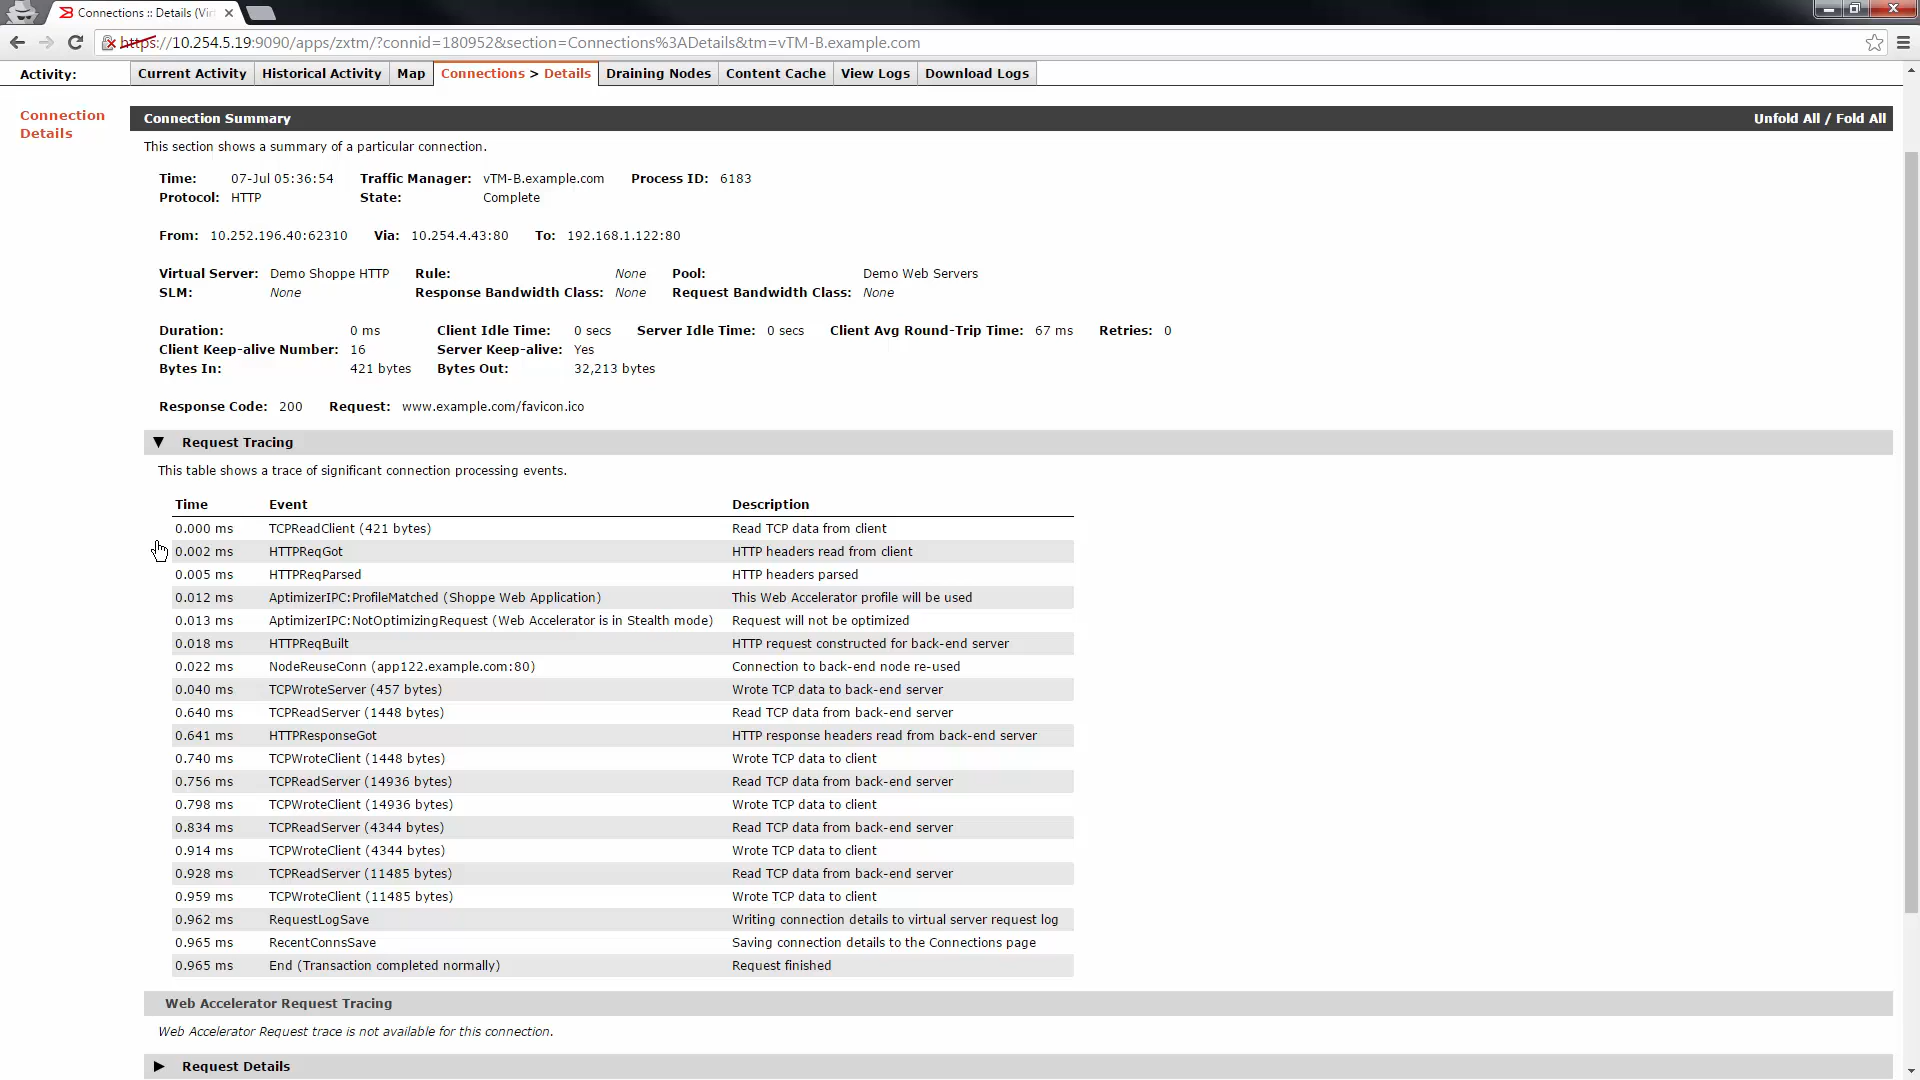 Connections :: Details (Vir
https://10.254.5.19:9090/apps/zxtm/?connid=180952&section=Connections%3ADetails&tm=vTM-B.example.com
Activity: Current Activity Historical Activity Map Connections > Details Draining Nodes Content Cache View Logs Download Logs
Connection Details
Connection Summary Unfold All / Fold All
This section shows a summary of a particular connection.
Time: 07-Jul 05:36:54 Traffic Manager: vTM-B.example.com Process ID: 6183
Protocol: HTTP State: Complete
From: 10.252.196.40:62310 Via: 10.254.4.43:80 To: 192.168.1.122:80
Virtual Server: Demo Shoppe HTTP Rule: None Pool: Demo Web Servers
SLM: None Response Bandwidth Class: None Request Bandwidth Class: None
Duration: 0 ms Client Idle Time: 0 secs Server Idle Time: 0 secs Client Avg Round-Trip Time: 67 ms Retries: 0
Client Keep-alive Number: 16 Server Keep-alive: Yes
Bytes In: 421 bytes Bytes Out: 32,213 bytes
Response Code: 200 Request: www.example.com/favicon.ico
▼ Request Tracing
This table shows a trace of significant connection processing events.
Time Event Description
0.000 ms TCPReadClient (421 bytes) Read TCP data from client
0.002 ms HTTPReqGot HTTP headers read from client
0.005 ms HTTPReqParsed HTTP headers parsed
0.012 ms AptimizerIPC:ProfileMatched (Shoppe Web Application) This Web Accelerator profile will be used
0.013 ms AptimizerIPC:NotOptimizingRequest (Web Accelerator is in Stealth mode) Request will not be optimized
0.018 ms HTTPReqBuilt HTTP request constructed for back-end server
0.022 ms NodeReuseConn (app122.example.com:80) Connection to back-end node re-used
0.040 ms TCPWroteServer (457 bytes) Wrote TCP data to back-end server
0.640 ms TCPReadServer (1448 bytes) Read TCP data from back-end server
0.641 ms HTTPResponseGot HTTP response headers read from back-end server
0.740 ms TCPWroteClient (1448 bytes) Wrote TCP data to client
0.756 ms TCPReadServer (14936 bytes) Read TCP data from back-end server
0.798 ms TCPWroteClient (14936 bytes) Wrote TCP data to client
0.834 ms TCPReadServer (4344 bytes) Read TCP data from back-end server
0.914 ms TCPWroteClient (4344 bytes) Wrote TCP data to client
0.928 ms TCPReadServer (11485 bytes) Read TCP data from back-end server
0.959 ms TCPWroteClient (11485 bytes) Wrote TCP data to client
0.962 ms RequestLogSave Writing connection details to virtual server request log
0.965 ms RecentConnsSave Saving connection details to the Connections page
0.965 ms End (Transaction completed normally) Request finished
Web Accelerator Request Tracing
Web Accelerator Request trace is not available for this connection.
▶ Request Details